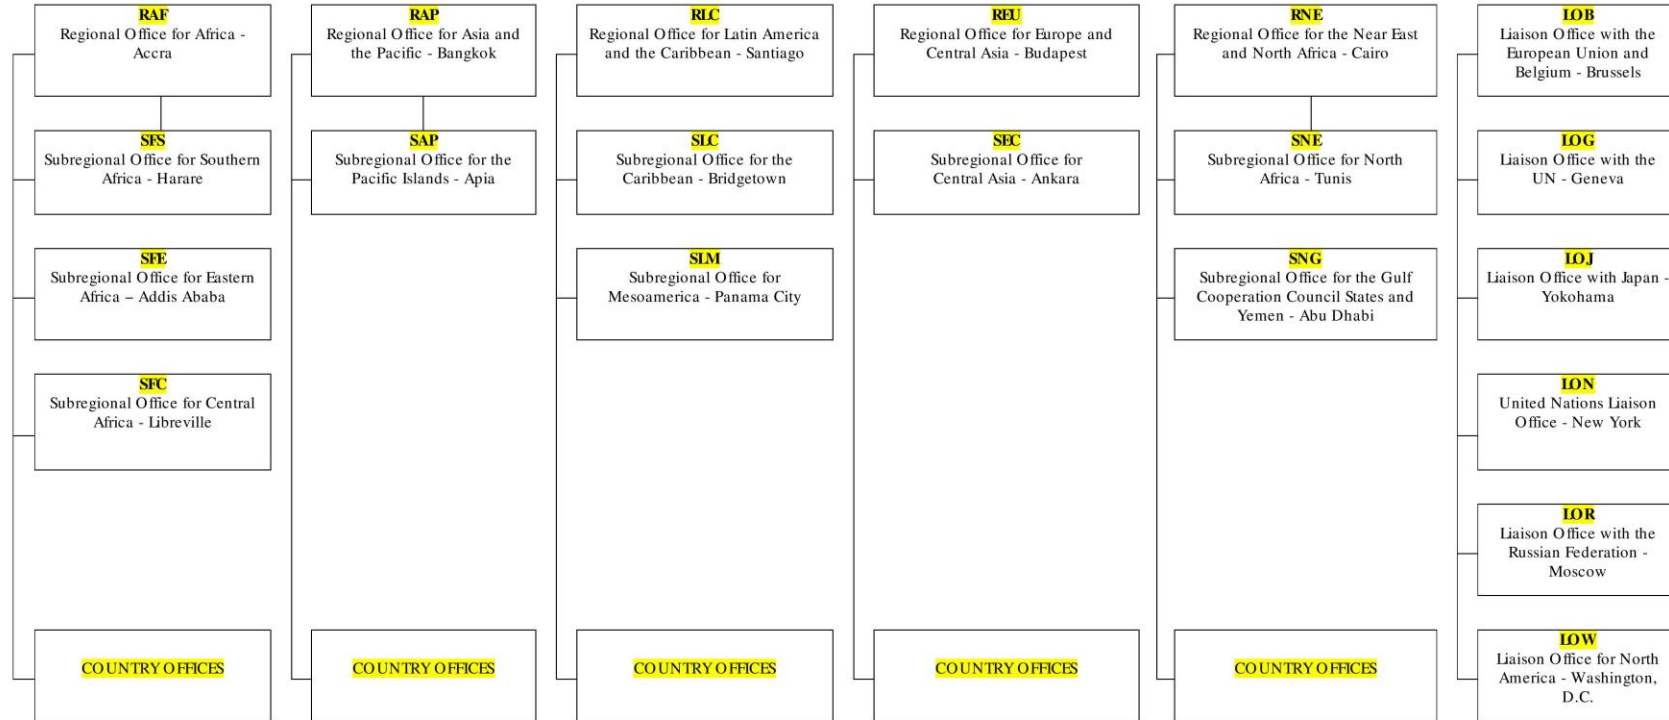 RAF
Regional Office for Africa -
Accra
SFS
Subregional Office for Southern
Africa - Harare
SFE
Subregional Office for Eastern
Africa – Addis Ababa
SFC
Subregional Office for Central
Africa - Libreville
COUNTRY OFFICES
RAP
Regional Office for Asia and
the Pacific - Bangkok
SAP
Subregional Office for the
Pacific Islands - Apia
COUNTRY OFFICES
RLC
Regional Office for Latin America
and the Caribbean - Santiago
SLC
Subregional Office for the
Caribbean - Bridgetown
SLM
Subregional Office for
Mesoamerica - Panama City
COUNTRY OFFICES
REU
Regional Office for Europe and
Central Asia - Budapest
SEC
Subregional Office for
Central Asia - Ankara
COUNTRY OFFICES
RNE
Regional Office for the Near East
and North Africa - Cairo
SNE
Subregional Office for North
Africa - Tunis
SNG
Subregional Office for the Gulf
Cooperation Council States and
Yemen - Abu Dhabi
COUNTRY OFFICES
LOB
Liaison Office with the
European Union and
Belgium - Brussels
LOG
Liaison Office with the
UN - Geneva
LOJ
Liaison Office with Japan -
Yokohama
LON
United Nations Liaison
Office - New York
LOR
Liaison Office with the
Russian Federation -
Moscow
LOW
Liaison Office for North
America - Washington,
D.C.